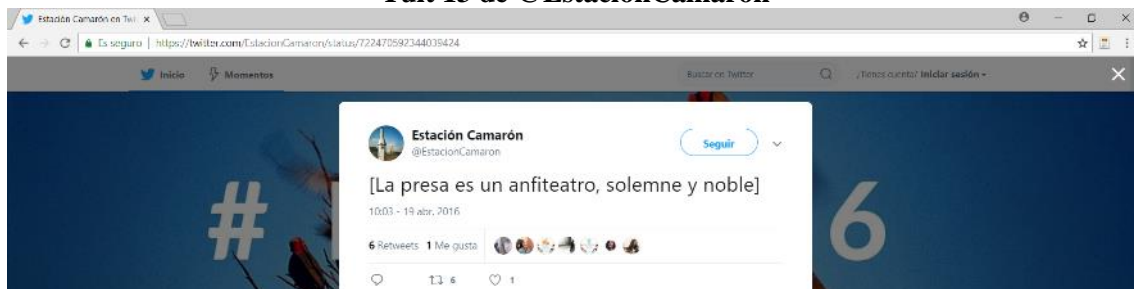 Tuit 13 de @EstacionCamaron
Estación Camarón en Twi
Es seguro | https://twitter.com/EstacionCamaron/status/722470592344039424
Inicio Momentos Buscar en Twitter ¿Tienes cuenta? Iniciar sesión
Estación Camarón
@EstacionCamaron
Seguir
[La presa es un anfiteatro, solemne y noble]
10:03 - 19 abr. 2016
6 Retweets 1 Me gusta
6 1
# 6